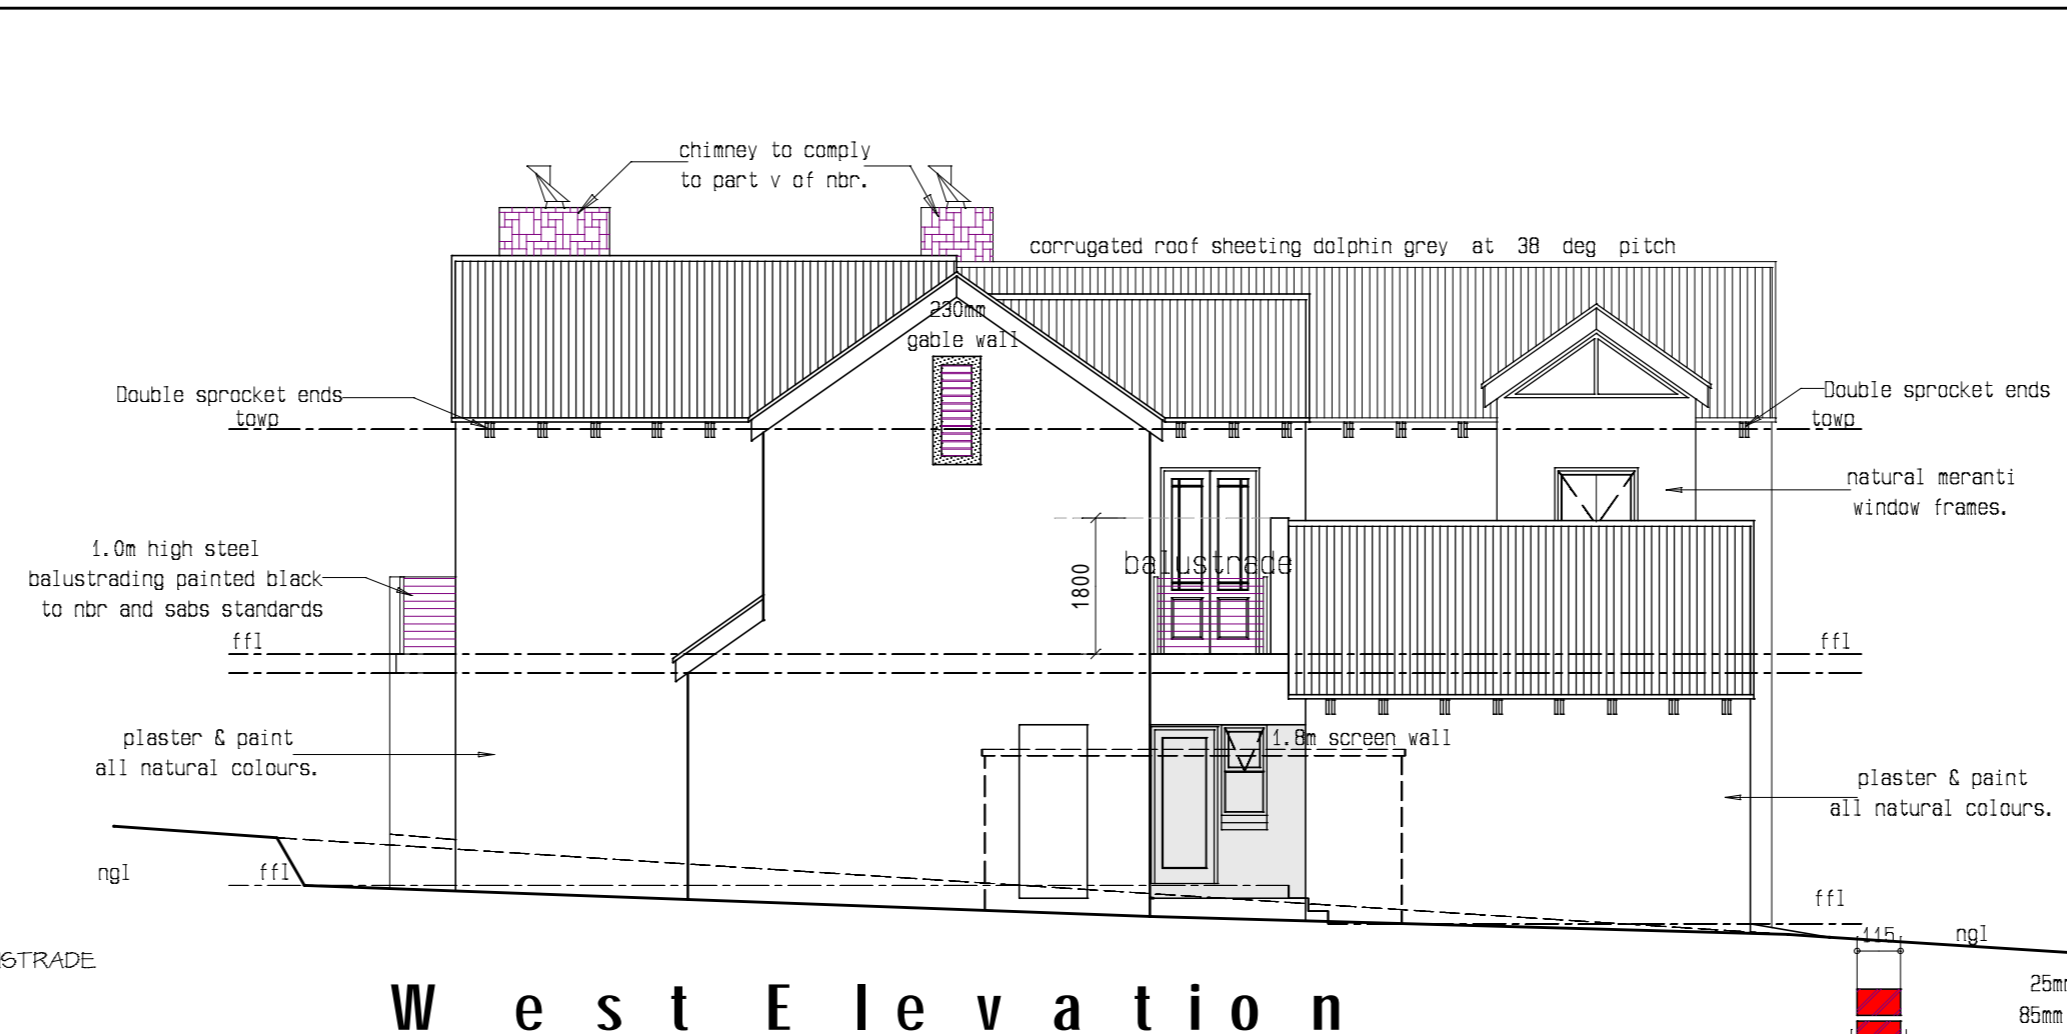 chimney to comply
to part v of nbr.
corrugated roof sheeting dolphin grey at 38 deg pitch
230mm
gable wall
Double sprocket ends
towp
Double sprocket ends
towp
natural meranti
window frames.
1.0m high steel
balustrading painted black
to nbr and sabs standards
balustrade
1800
ffl
ffl
plaster & paint
all natural colours.
1.8m screen wall
plaster & paint
all natural colours.
ngl
ffl
ffl
ngl
115
STRADE
25mm
85mm
West Elevation